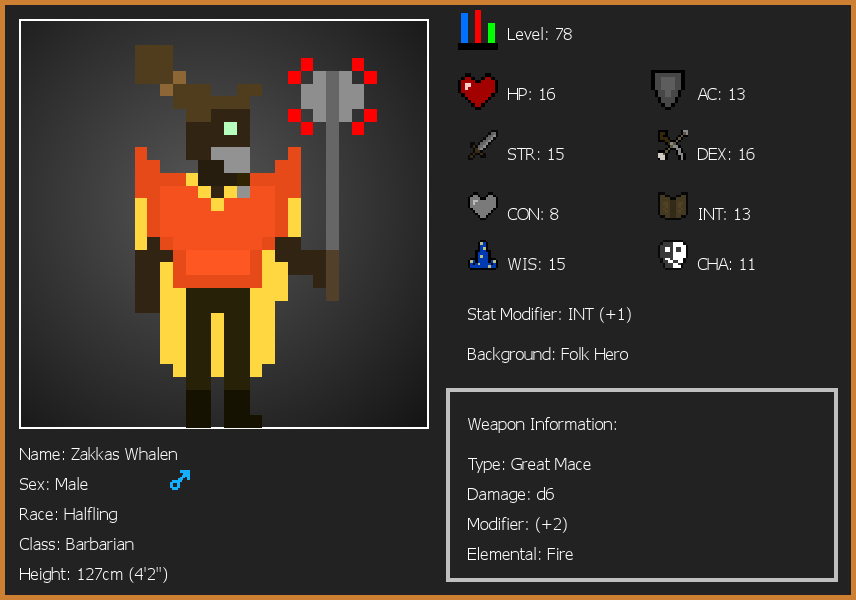 Level: 78
HP: 16
AC: 13
STR: 15
DEX: 16
CON: 8
INT: 13
WIS: 15
CHA: 11
Stat Modifier: INT (+1)
Background: Folk Hero
Weapon Information:
Type: Great Mace
Damage: d6
Modifier: (+2)
Elemental: Fire
Name: Zakkas Whalen
Sex: Male
Race: Halfling
Class: Barbarian
Height: 127cm (4'2")